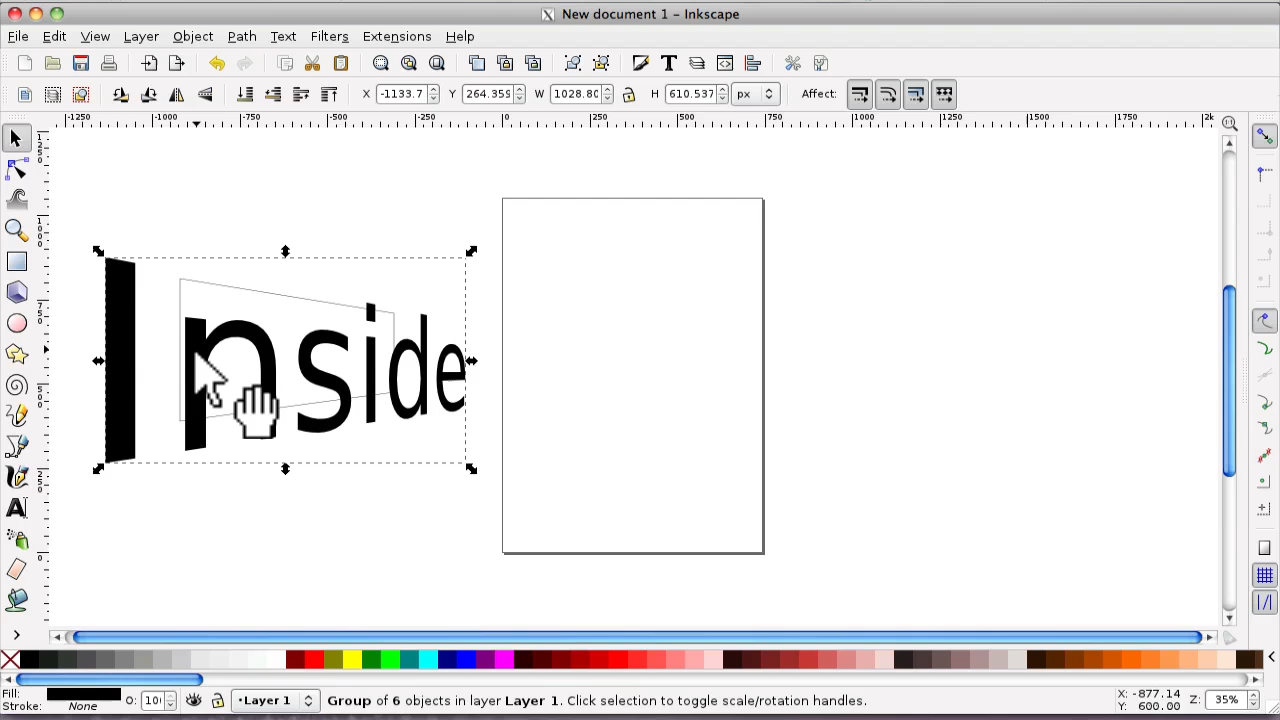 New document 1 - Inkscape
File Edit View Layer Object Path Text Filters Extensions Help
X -1133.7 Y 264.359 W 1028.80 H 610.537 px Affect:
-1250 -1000 -750 -500 -250 0 250 500 750 1000 1250 1500 1750 2k
Inside
Fill: O: 10 Layer 1 Group of 6 objects in layer Layer 1. Click selection to toggle scale/rotation handles. X: -877.14 Z: 35%
Stroke: None Y: 600.00